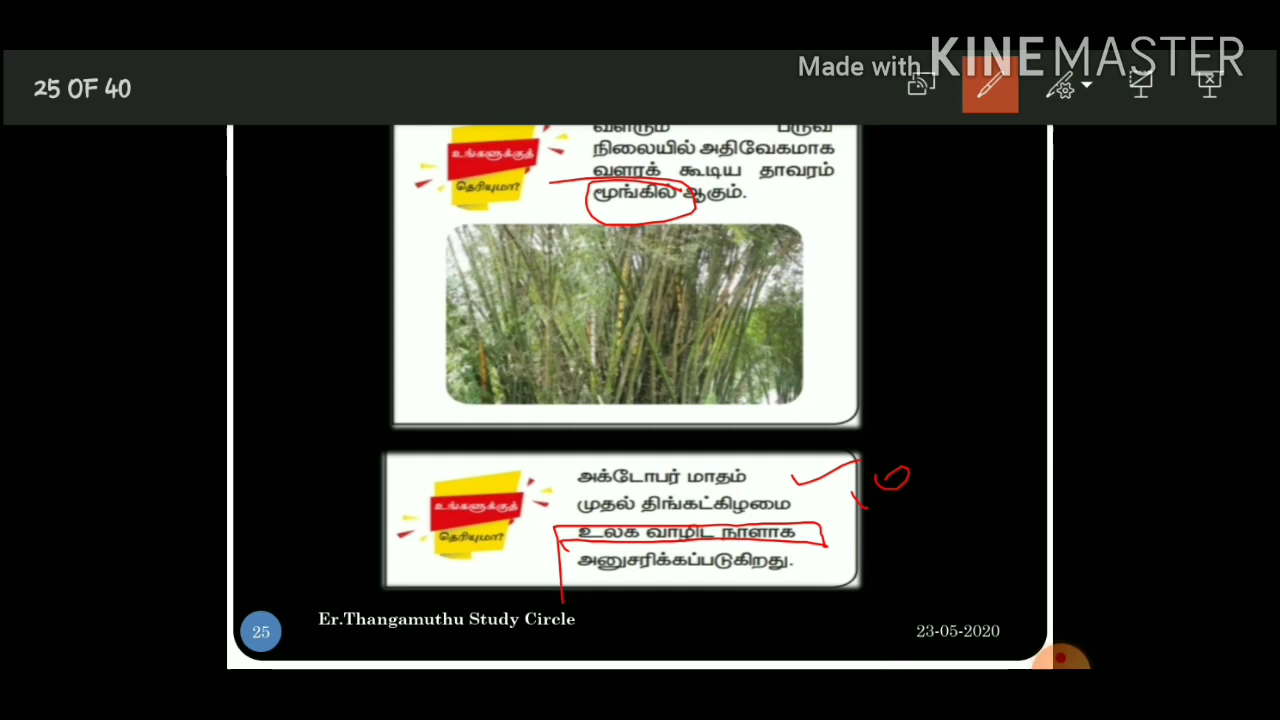 Made with KINEMASTER
25 OF 40
வளரும் பருவ
நிலையில் அதிவேகமாக
வளரக் கூடிய தாவரம்
மூங்கில் ஆகும்.
உங்களுக்குத்
தெரியுமா?
அக்டோபர் மாதம்
முதல் திங்கட்கிழமை
உலக வாழிட நாளாக
அனுசரிக்கப்படுகிறது.
உங்களுக்குத்
தெரியுமா?
Er.Thangamuthu Study Circle
25
23-05-2020